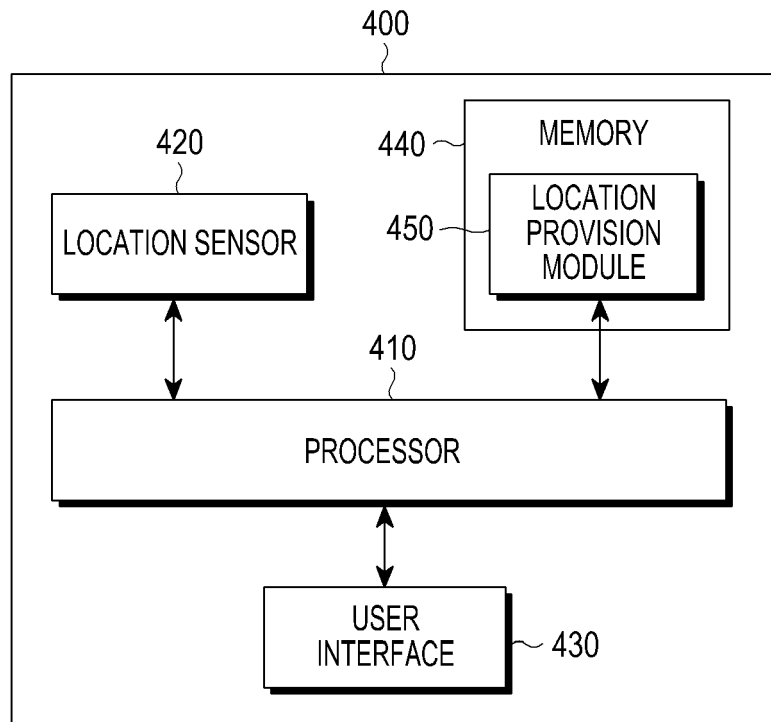 400
420
LOCATION SENSOR
440
MEMORY
450
LOCATION
PROVISION
MODULE
410
PROCESSOR
USER
INTERFACE
430